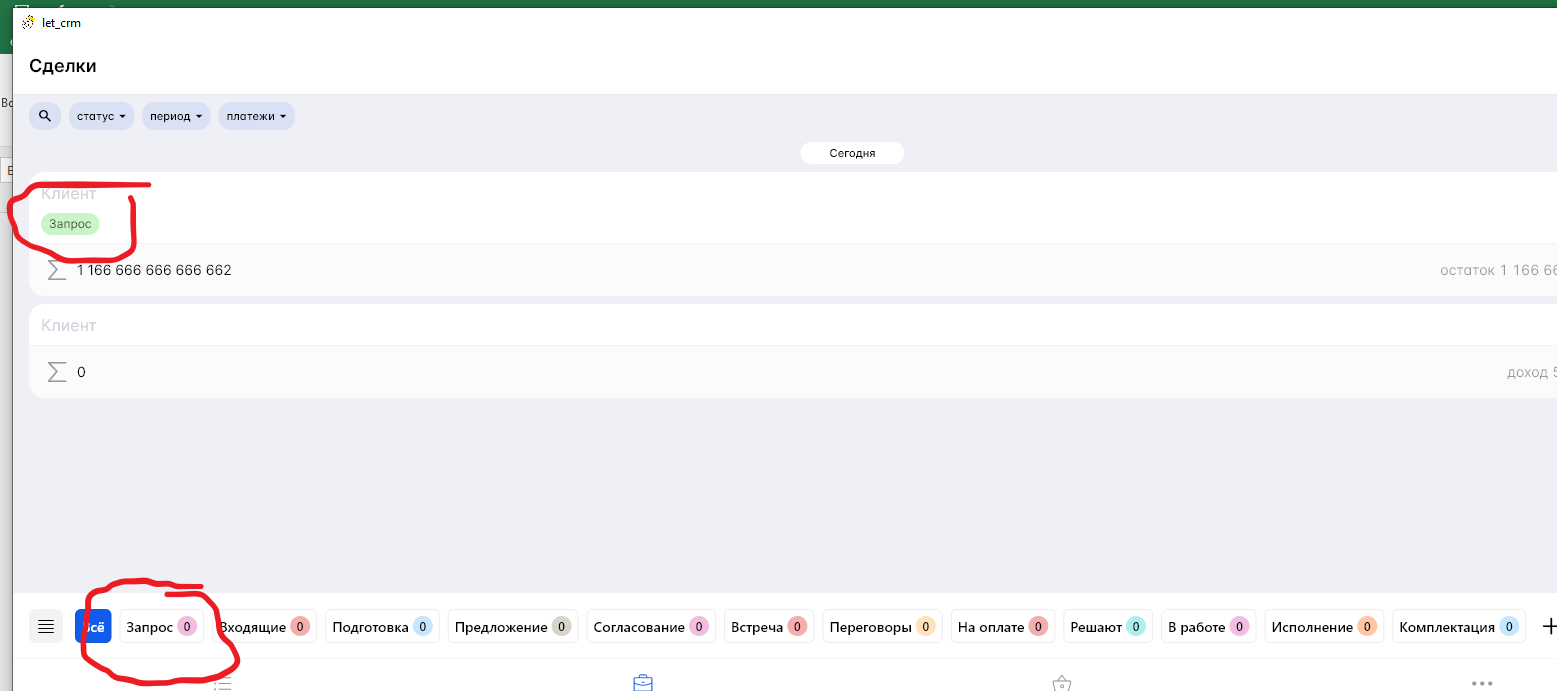 let_crm
Сделки
статус период платежи
Сегодня
Клиент
Запрос
1 166 666 666 666 662 остаток 1 166 66
Клиент
0 доход 5
Всё Запрос 0 Входящие 0 Подготовка 0 Предложение 0 Согласование 0 Встреча 0 Переговоры 0 На оплате 0 Решают 0 В работе 0 Исполнение 0 Комплектация 0